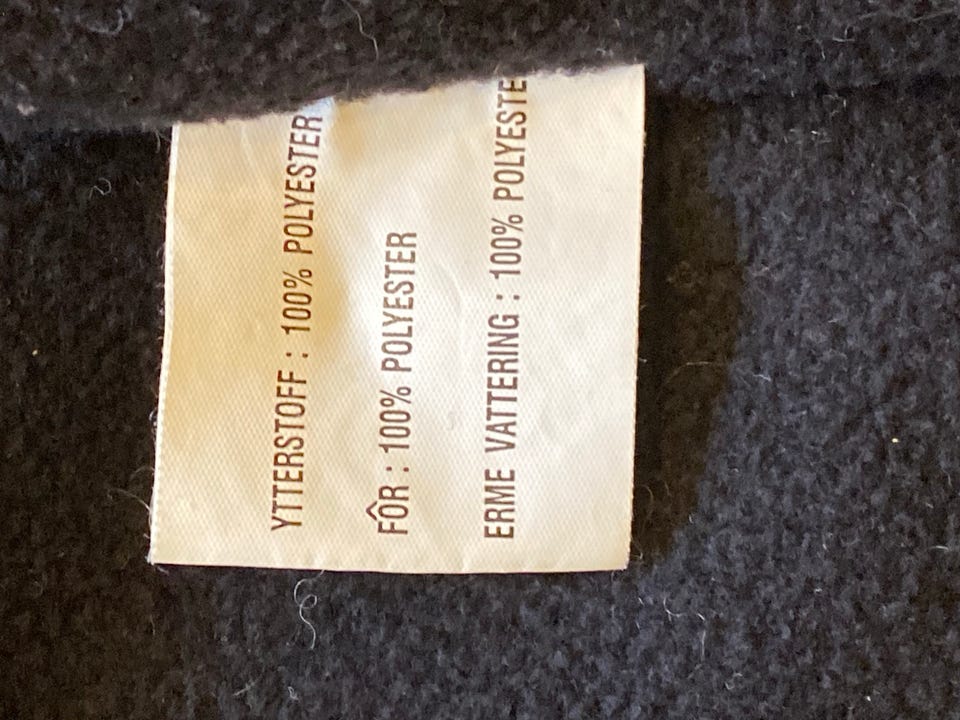 YTTERSTOFF : 100% POLYESTER
FÔR : 100% POLYESTER
ERME VATTERING : 100% POLYESTE